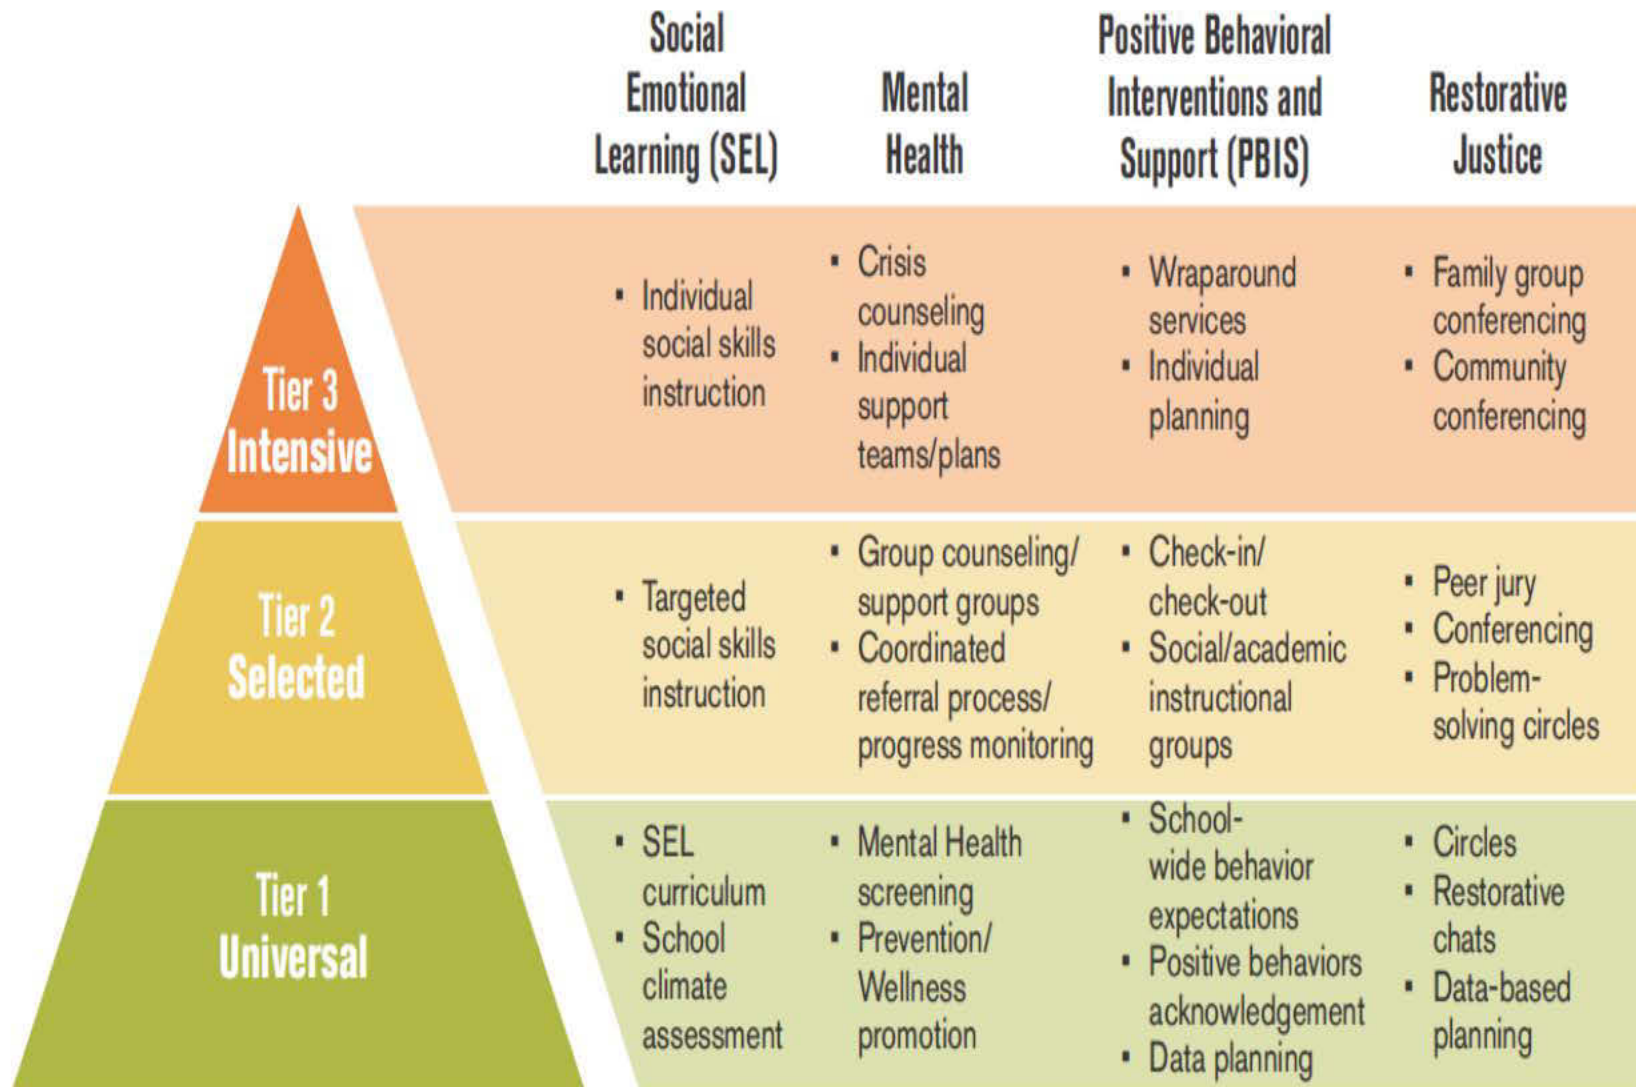 Social
Emotional
Learning (SEL)
Mental
Health
Positive Behavioral
Interventions and
Support (PBIS)
Restorative
Justice
Tier 3
Intensive
▪ Individual
social skills
instruction
▪ Crisis
counseling
▪ Individual
support
teams/plans
▪ Wraparound
services
▪ Individual
planning
▪ Family group
conferencing
▪ Community
conferencing
Tier 2
Selected
▪ Targeted
social skills
instruction
▪ Group counseling/
support groups
▪ Coordinated
referral process/
progress monitoring
▪ Check-in/
check-out
▪ Social/academic
instructional
groups
▪ Peer jury
▪ Conferencing
▪ Problem-
solving circles
Tier 1
Universal
▪ SEL
curriculum
▪ School
climate
assessment
▪ Mental Health
screening
▪ Prevention/
Wellness
promotion
▪ School-
wide behavior
expectations
▪ Positive behaviors
acknowledgement
▪ Data planning
▪ Circles
▪ Restorative
chats
▪ Data-based
planning